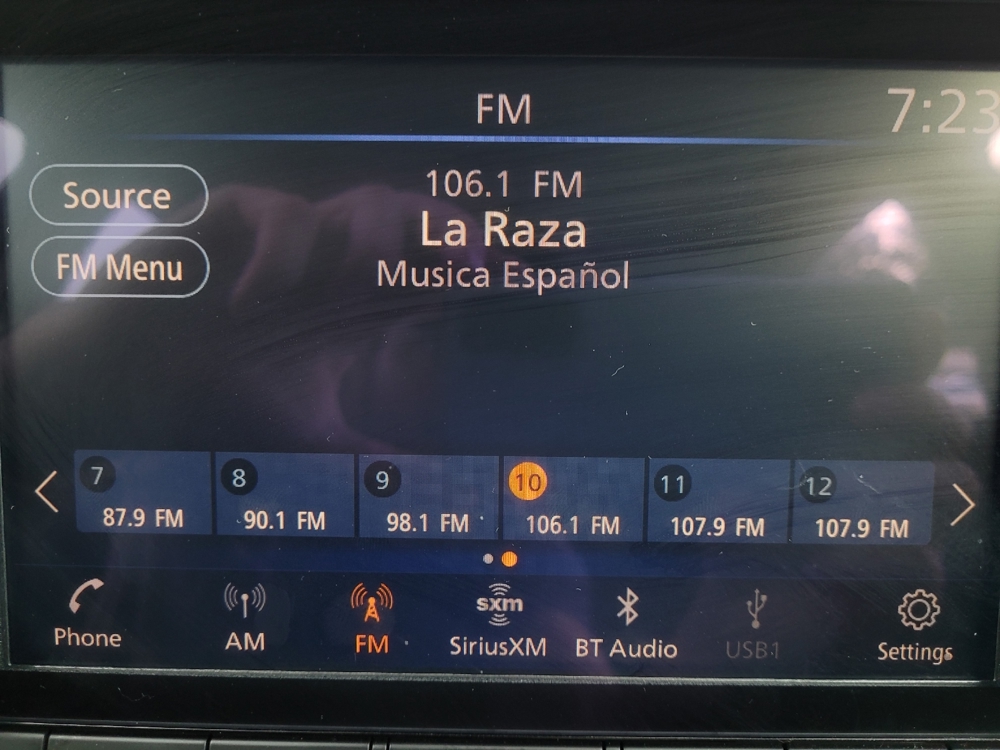 FM
7:23
Source
106.1 FM
La Raza
FM Menu
Musica Español
7
8
9
10
11
12
87.9 FM
90.1 FM
98.1 FM
106.1 FM
107.9 FM
107.9 FM
sxm
Phone
AM
FM
SiriusXM
BT Audio
USB1
Settings